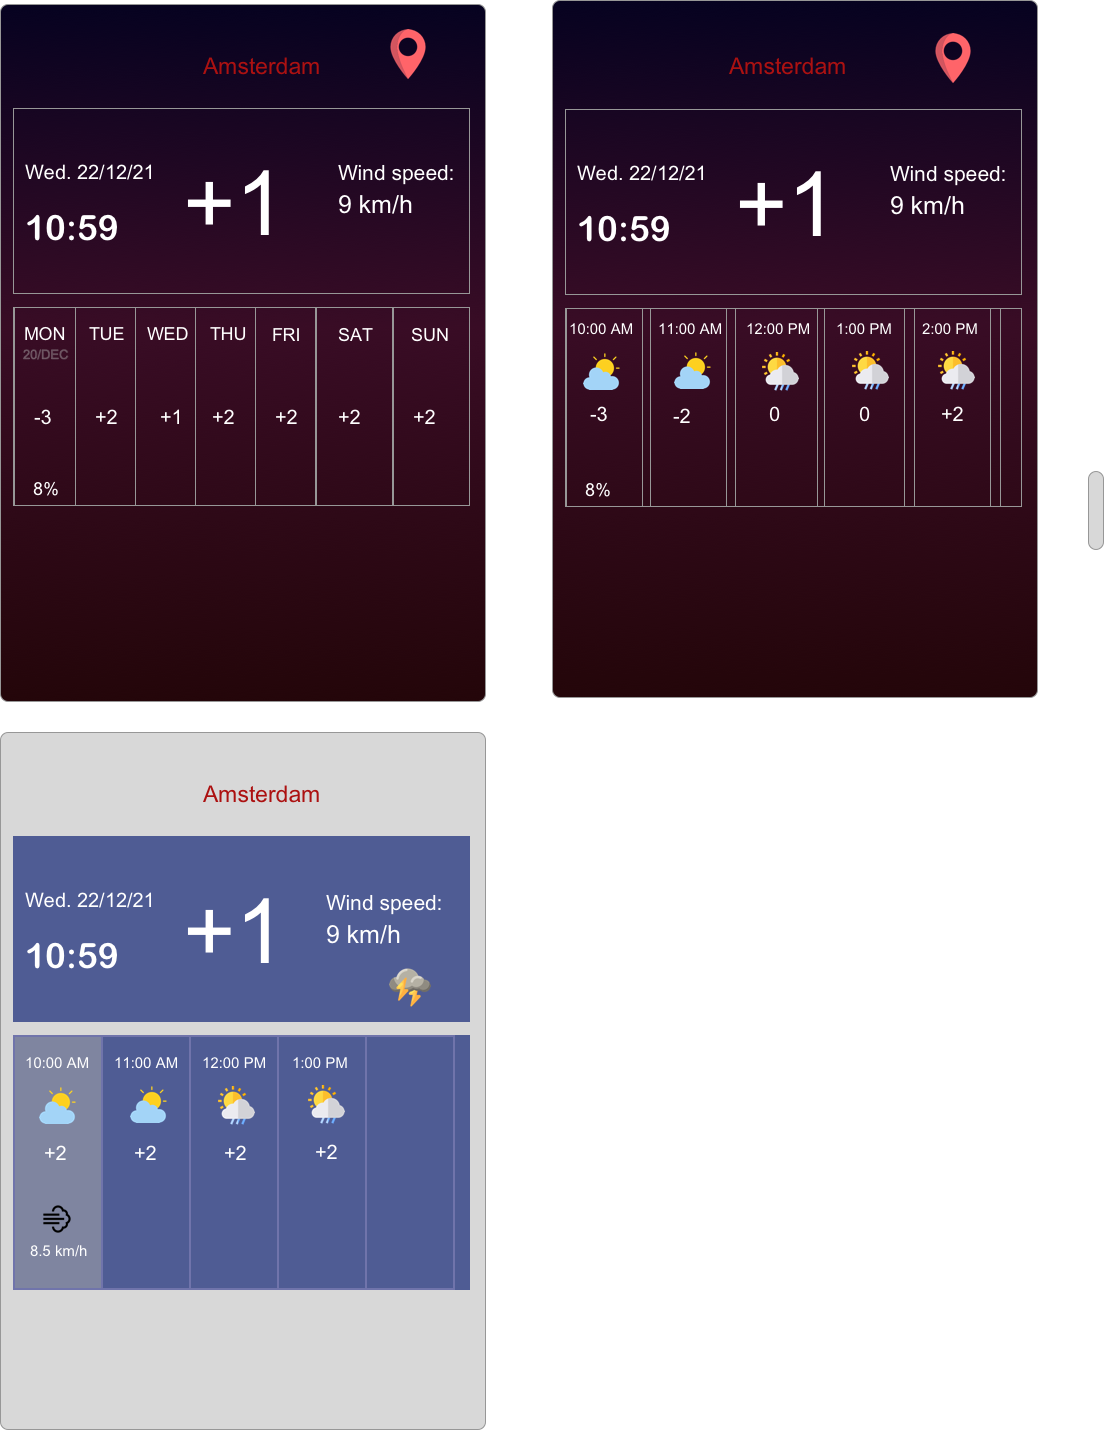 Amsterdam
Wed. 22/12/21
10:59
+1
Wind speed:
9 km/h
MON TUE WED THU FRI SAT SUN
20/DEC
-3 +2 +1 +2 +2 +2 +2
8%
Amsterdam
Wed. 22/12/21
10:59
+1
Wind speed:
9 km/h
10:00 AM 11:00 AM 12:00 PM 1:00 PM 2:00 PM
-3 -2 0 0 +2
8%
Amsterdam
Wed. 22/12/21
10:59
+1
Wind speed:
9 km/h
10:00 AM 11:00 AM 12:00 PM 1:00 PM
+2 +2 +2 +2
8.5 km/h